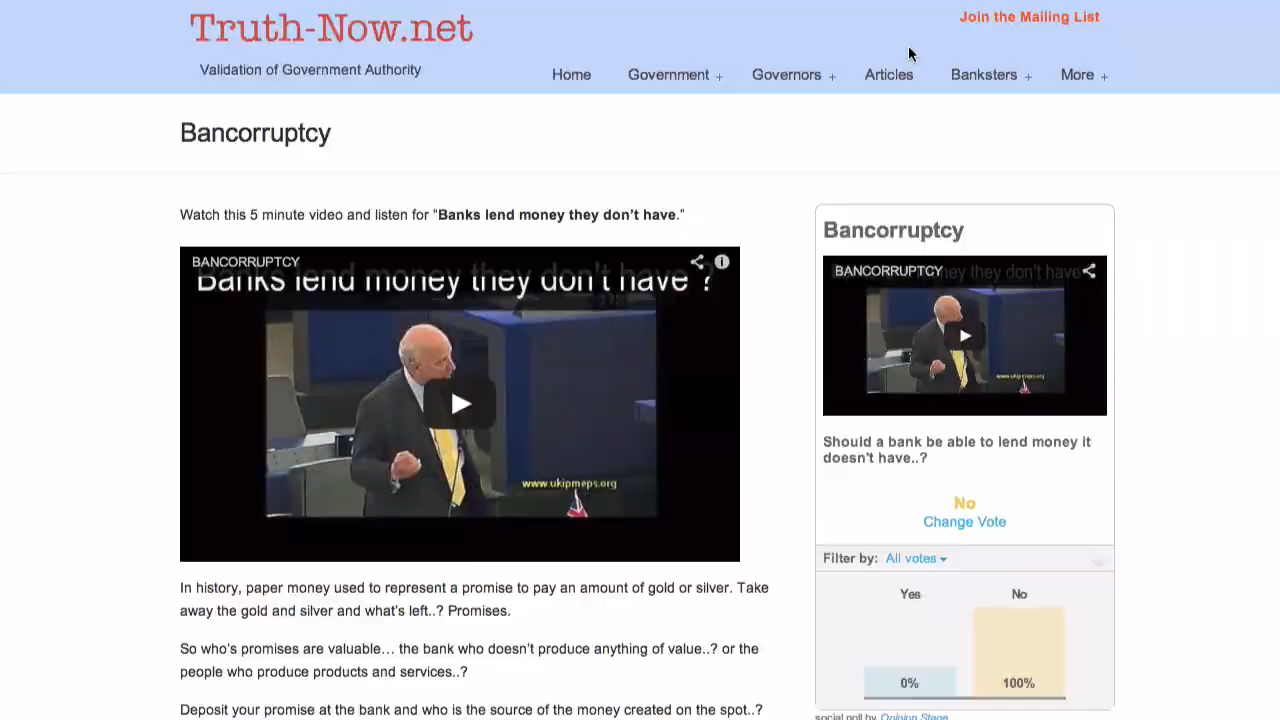 Truth-Now.net
Join the Mailing List
Validation of Government Authority
Home Government + Governors + Articles Banksters + More +
Bancorruptcy
Watch this 5 minute video and listen for "Banks lend money they don't have."
BANCORRUPTCY
Banks lend money they don't have ?
www.ukipmeps.org
In history, paper money used to represent a promise to pay an amount of gold or silver. Take
away the gold and silver and what's left..? Promises.
So who's promises are valuable… the bank who doesn't produce anything of value..? or the
people who produce products and services..?
Deposit your promise at the bank and who is the source of the money created on the spot..?
Bancorruptcy
BANCORRUPTCY
ey they don't have
www.ukipmeps.org
Should a bank be able to lend money it
doesn't have..?
No
Change Vote
Filter by: All votes
Yes No
0% 100%
social poll by Opinion Stage